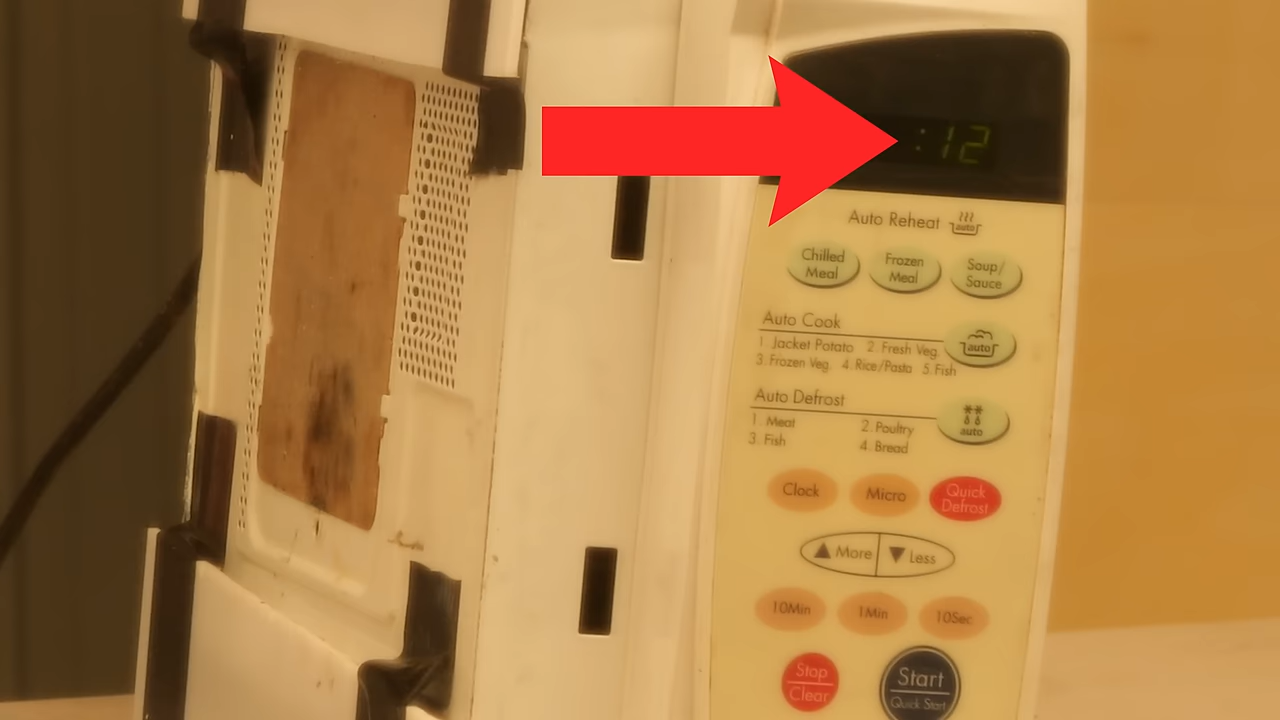 :12
Auto Reheat auto
Chilled Meal
Frozen Meal
Soup/ Sauce
Auto Cook
1. Jacket Potato 2. Fresh Veg.
3. Frozen Veg. 4. Rice/Pasta 5. Fish
auto
Auto Defrost
1. Meat 2. Poultry
3. Fish 4. Bread
auto
Clock Micro Quick Defrost
More Less
10Min 1Min 10Sec
Stop Clear
Start
Quick Start